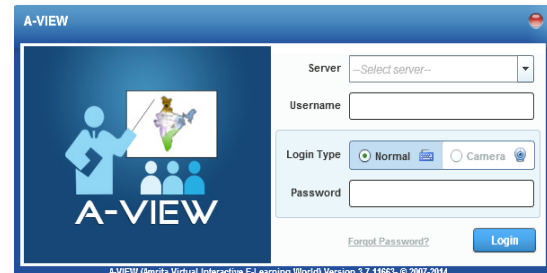 A-VIEW
Server --Select server--
Username
Login Type Normal Camera
Password
A-VIEW
Forgot Password? Login
A-VIEW (Amrita Virtual Interactive E-Learning World) Version 3.7.11663- © 2007-2014